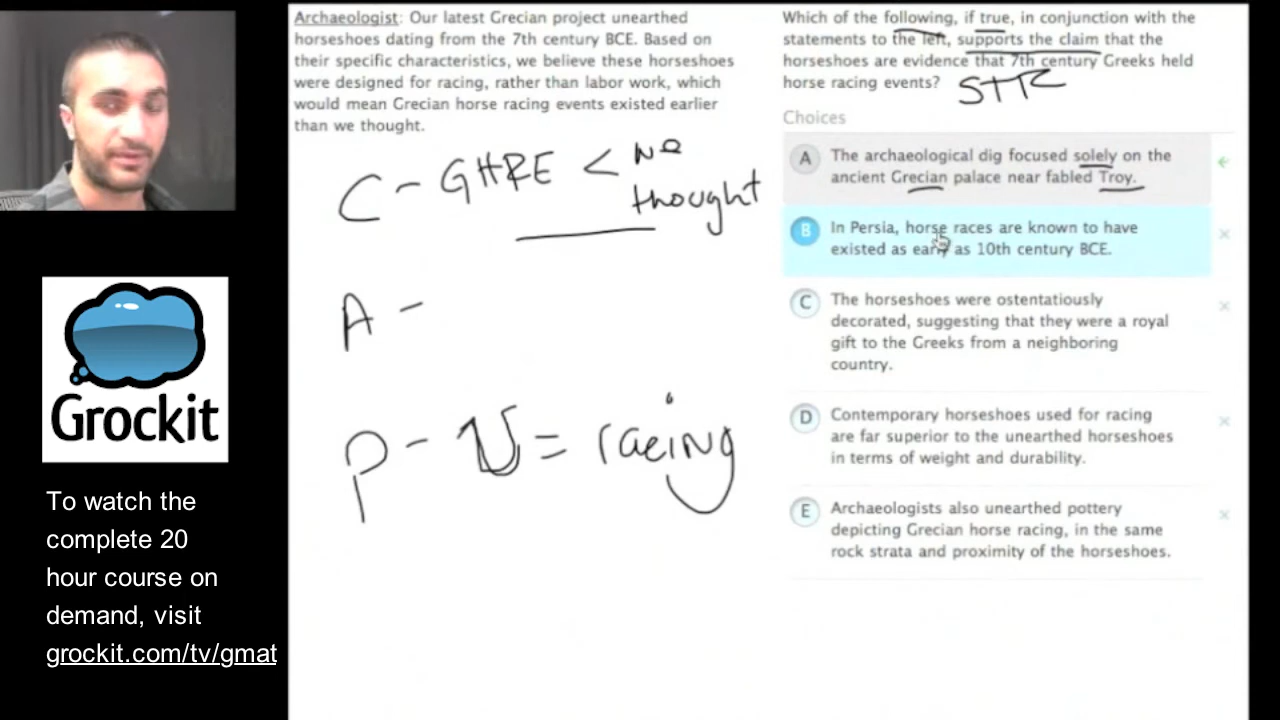 Archaeologist: Our latest Grecian project unearthed
horseshoes dating from the 7th century BCE. Based on
their specific characteristics, we believe these horseshoes
were designed for racing, rather than labor work, which
would mean Grecian horse racing events existed earlier
than we thought.
C - GHRE < we
thought
A -
P - U = racing
Which of the following, if true, in conjunction with the
statements to the left, supports the claim that the
horseshoes are evidence that 7th century Greeks held
horse racing events?
STR
Choices
A The archaeological dig focused solely on the
ancient Grecian palace near fabled Troy.
B In Persia, horse races are known to have
existed as early as 10th century BCE.
C The horseshoes were ostentatiously
decorated, suggesting that they were a royal
gift to the Greeks from a neighboring
country.
D Contemporary horseshoes used for racing
are far superior to the unearthed horseshoes
in terms of weight and durability.
E Archaeologists also unearthed pottery
depicting Grecian horse racing, in the same
rock strata and proximity of the horseshoes.
Grockit
To watch the
complete 20
hour course on
demand, visit
grockit.com/tv/gmat